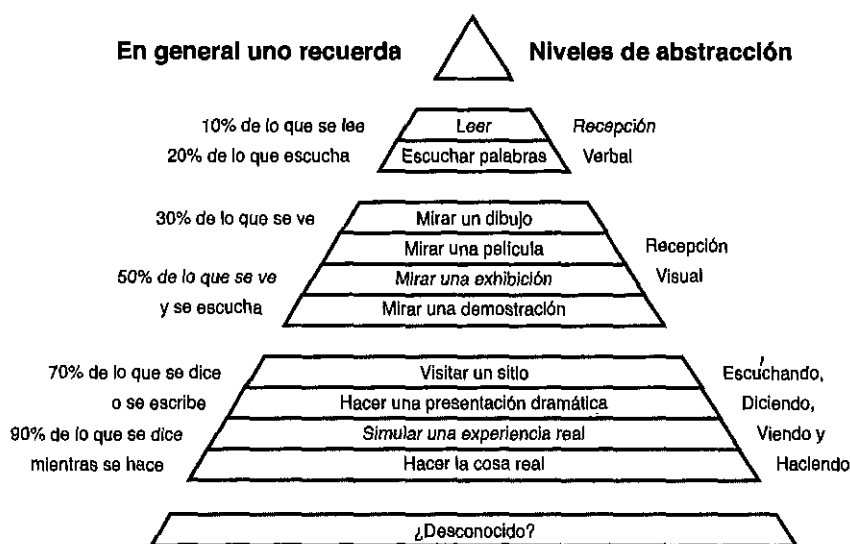 En general uno recuerda Niveles de abstracción
10% de lo que se lee Leer Recepción
20% de lo que escucha Escuchar palabras Verbal
30% de lo que se ve Mirar un dibujo
Mirar una película Recepción
50% de lo que se ve Mirar una exhibición Visual
y se escucha Mirar una demostración
70% de lo que se dice Visitar un sitio Escuchando,
o se escribe Hacer una presentación dramática Diciendo,
90% de lo que se dice Simular una experiencia real Viendo y
mientras se hace Hacer la cosa real Haciendo
¿Desconocido?